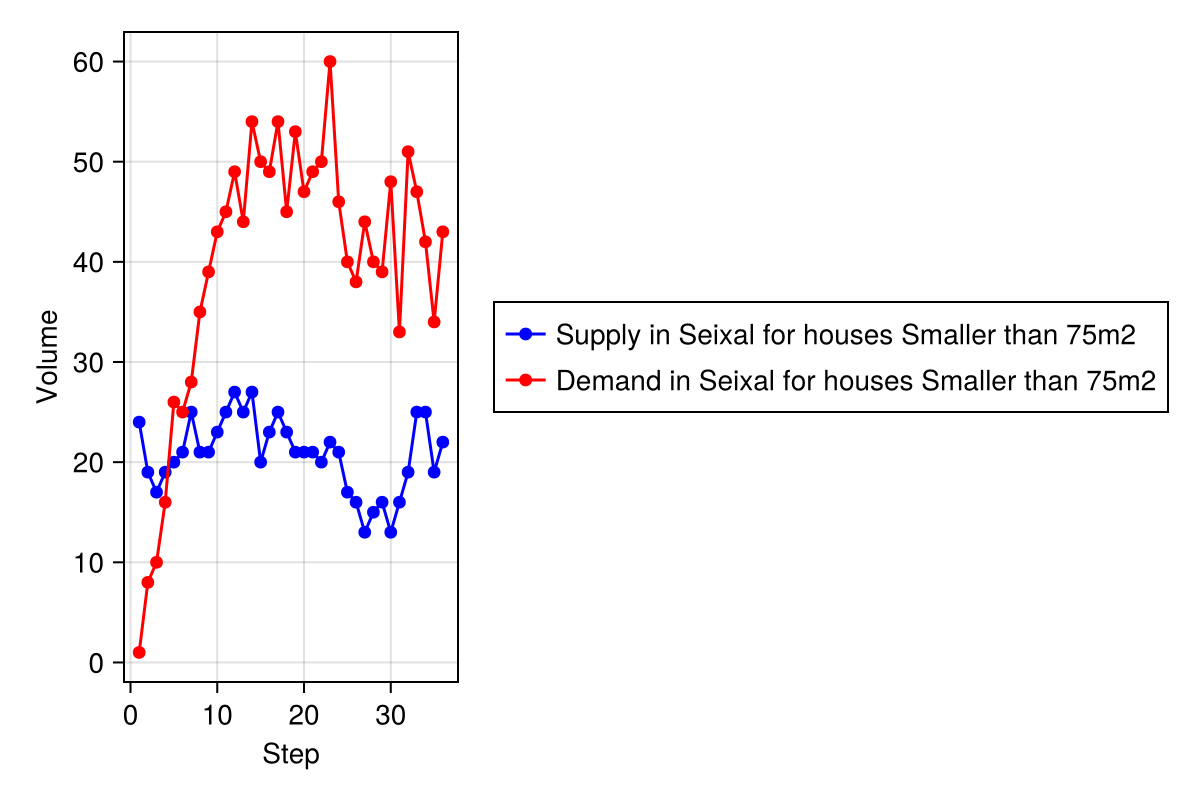 60
50
40
30
20
10
0
Volume
0 10 20 30
Step
Supply in Seixal for houses Smaller than 75m2
Demand in Seixal for houses Smaller than 75m2